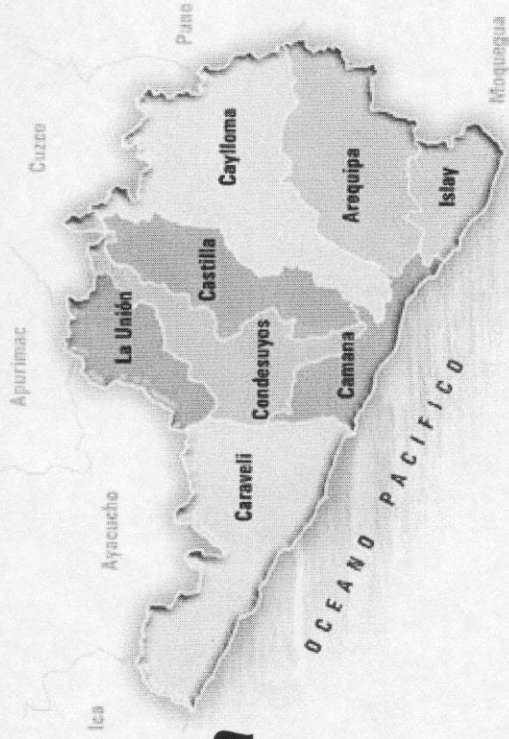 Cuzco
Puno
Apurimac
Ayacucho
Ica
Moquegua
La Unión
Castilla
Caylloma
Condesuyos
Arequipa
Caraveli
Camana
Islay
OCEANO PACIFICO